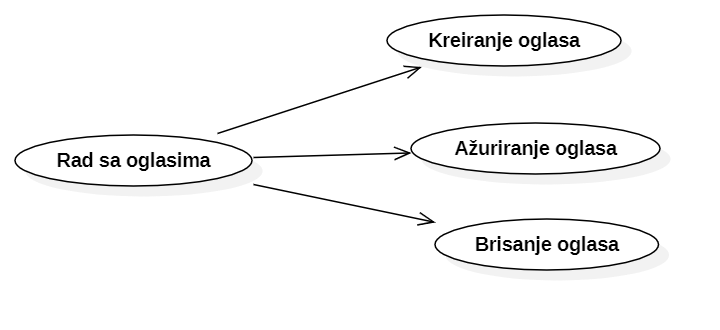 Kreiranje oglasa
Rad sa oglasima
Ažuriranje oglasa
Brisanje oglasa